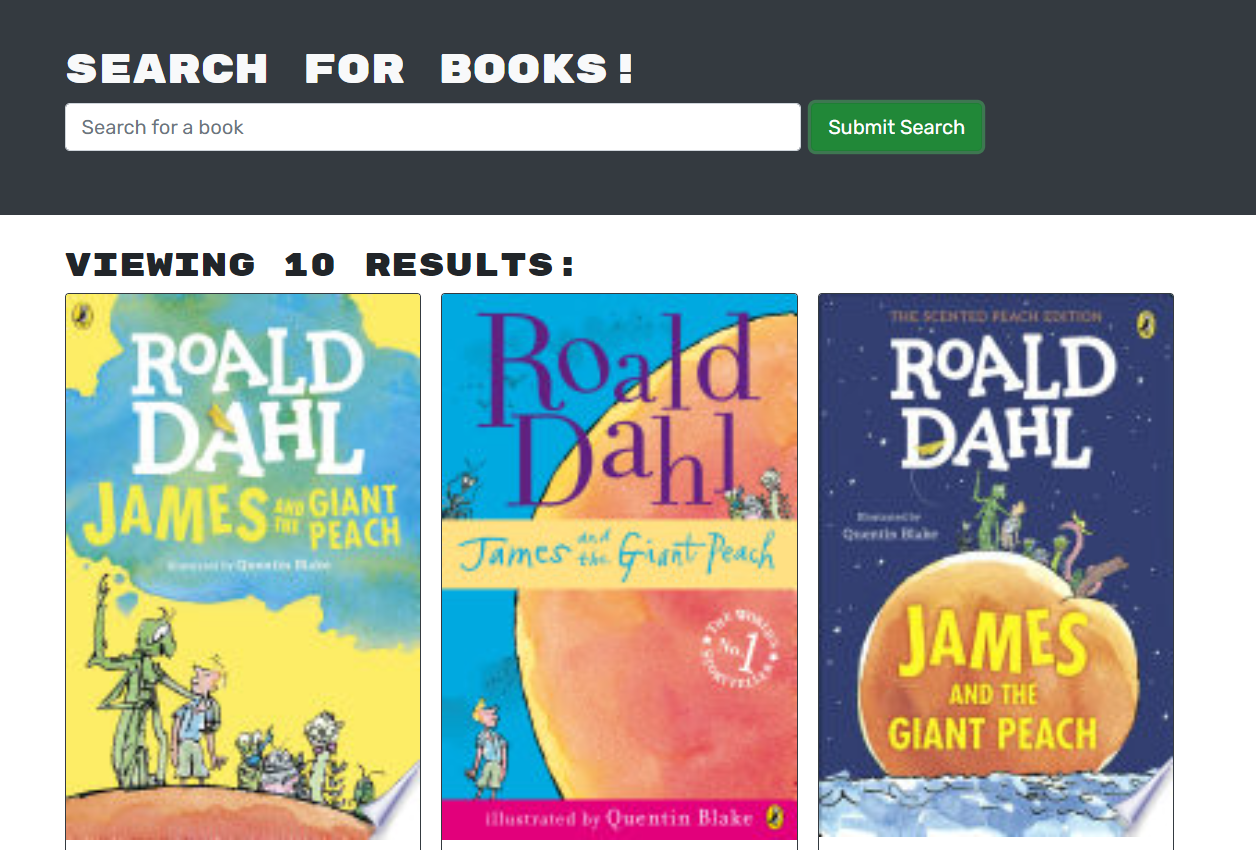 SEARCH FOR BOOKS!
Search for a book
Submit Search
VIEWING 10 RESULTS:
ROALD
DAHL
JAMES AND THE GIANT PEACH
Illustrated by Quentin Blake
Roald
Dahl
James and the Giant Peach
THE WORLD'S
No. 1
STORYTELLER
illustrated by Quentin Blake
THE SCENTED PEACH EDITION
ROALD
DAHL
Illustrated by
Quentin Blake
JAMES
AND THE
GIANT PEACH